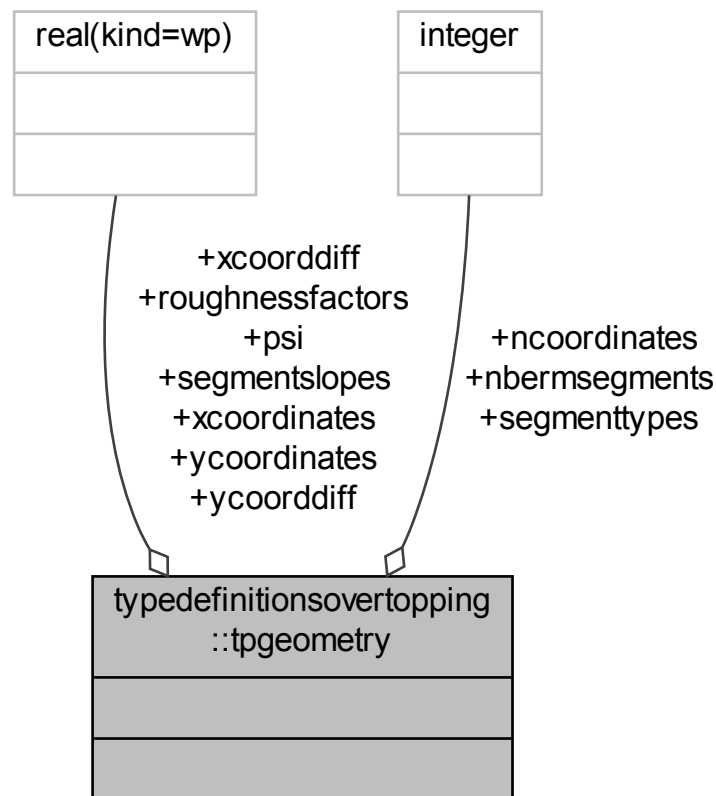 real(kind=wp)
integer
+xcoorddiff
+roughnessfactors
+psi
+segmentslopes
+xcoordinates
+ycoordinates
+ycoorddiff
+ncoordinates
+nbermsegments
+segmenttypes
typedefinitionsovertopping
::tpgeometry